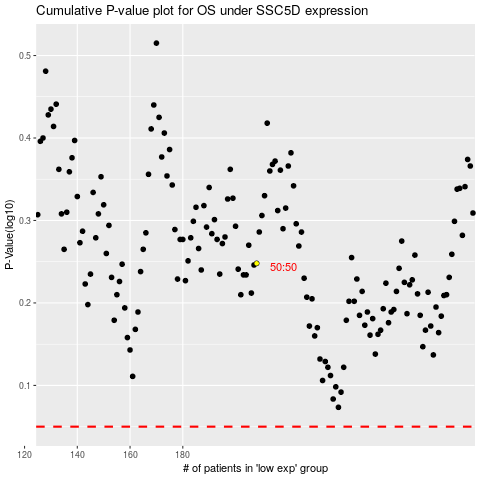 Cumulative P-value plot for OS under SSC5D expression
P-Value(log10)
0.5
0.4
0.3
0.2
0.1
50:50
120 140 160 180
# of patients in 'low exp' group